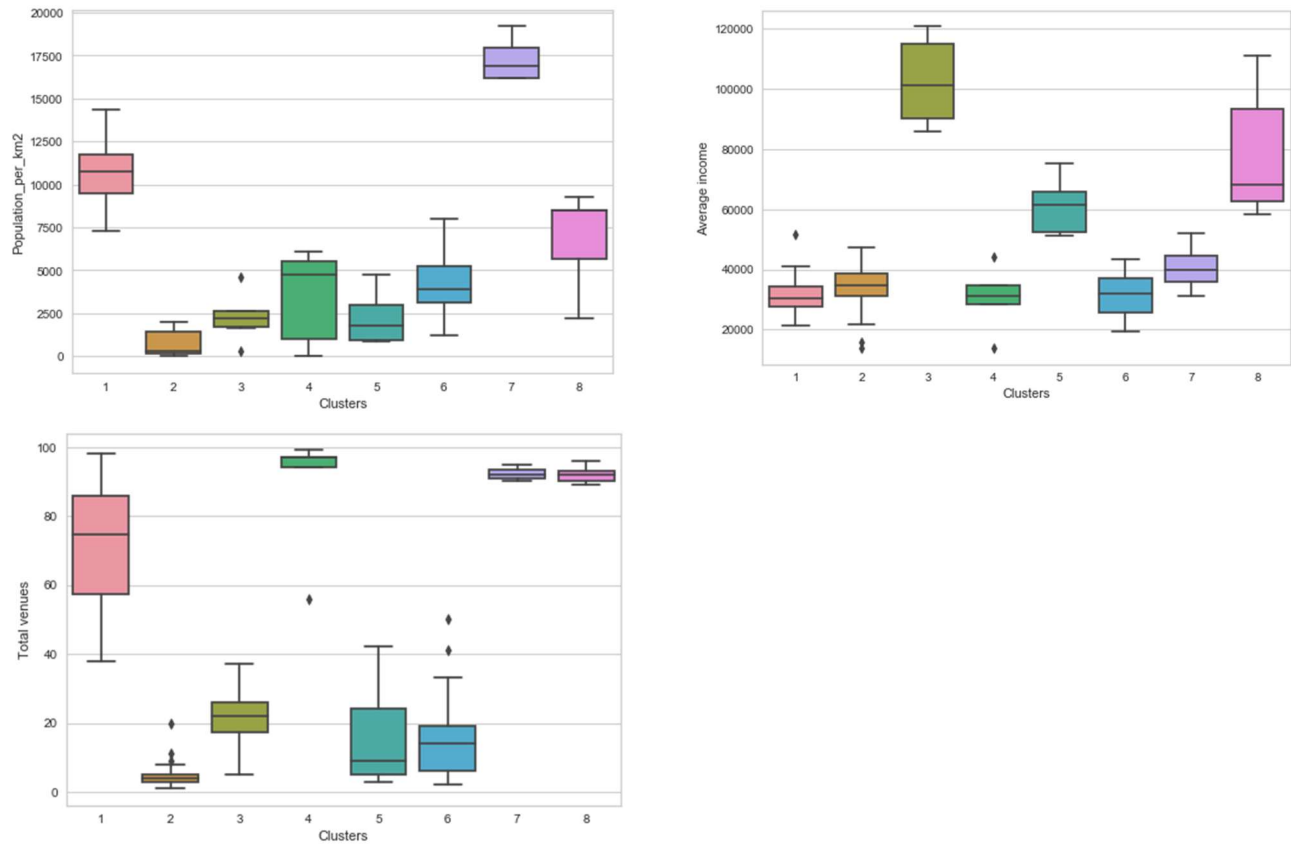 20000
17500
15000
12500
10000
7500
5000
2500
0
Population_per_km2
1 2 3 4 5 6 7 8
Clusters
120000
100000
80000
60000
40000
20000
Average income
1 2 3 4 5 6 7 8
Clusters
100
80
60
40
20
0
Total venues
1 2 3 4 5 6 7 8
Clusters